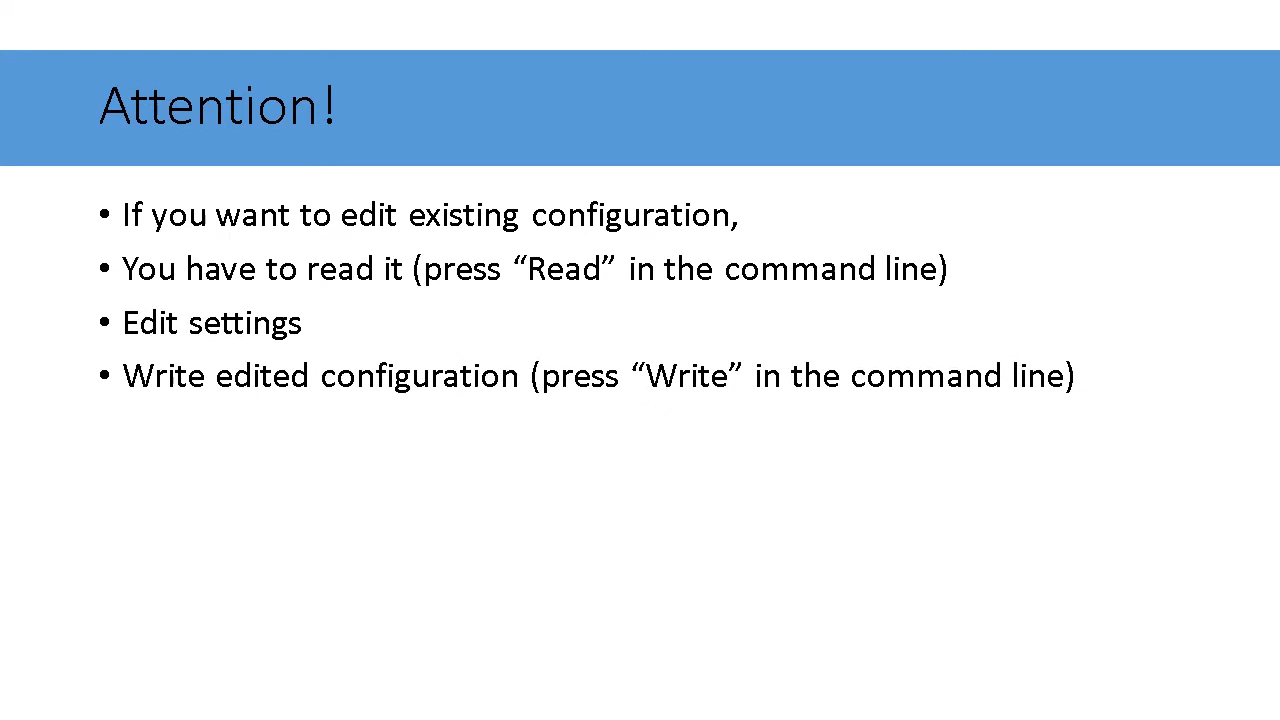 Attention!
• If you want to edit existing configuration,
• You have to read it (press “Read” in the command line)
• Edit settings
• Write edited configuration (press “Write” in the command line)